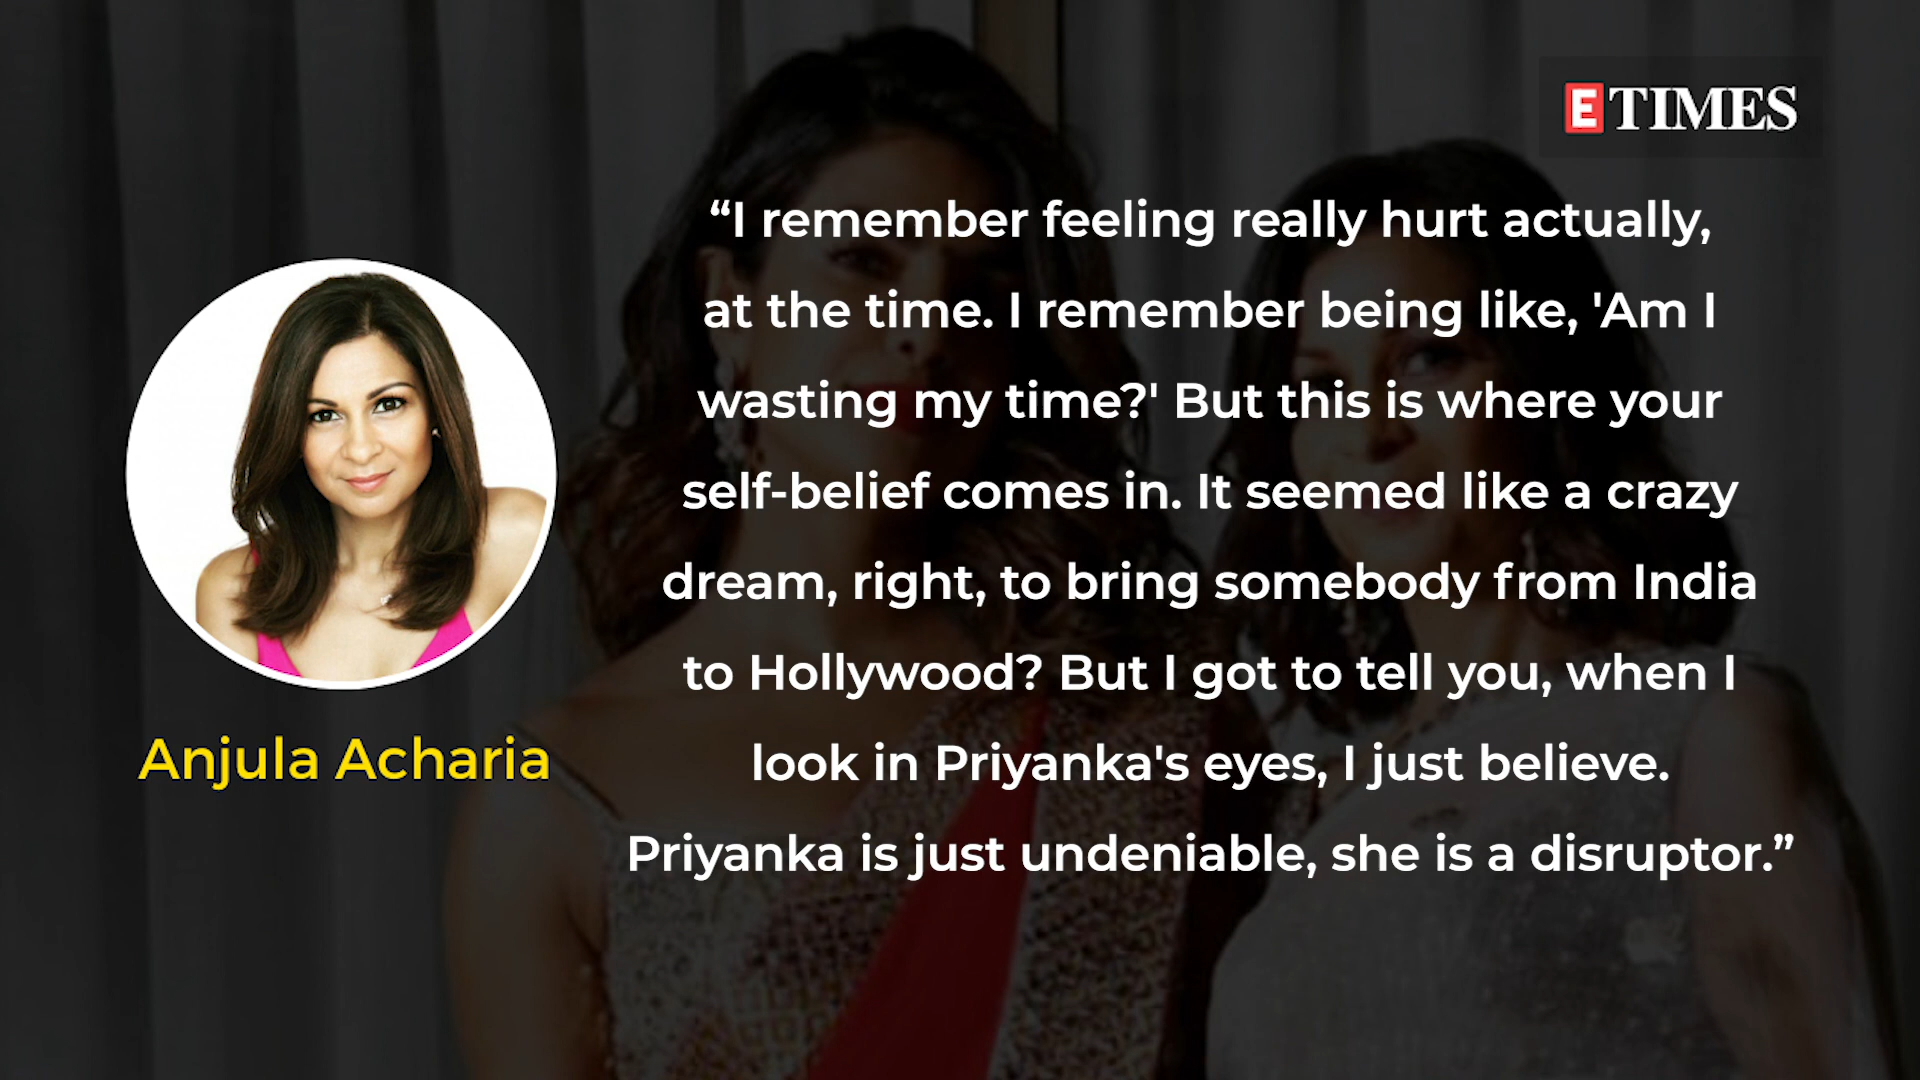 ETIMES
“I remember feeling really hurt actually,
at the time. I remember being like, 'Am I
wasting my time?' But this is where your
self-belief comes in. It seemed like a crazy
dream, right, to bring somebody from India
to Hollywood? But I got to tell you, when I
look in Priyanka's eyes, I just believe.
Priyanka is just undeniable, she is a disruptor.”
Anjula Acharia